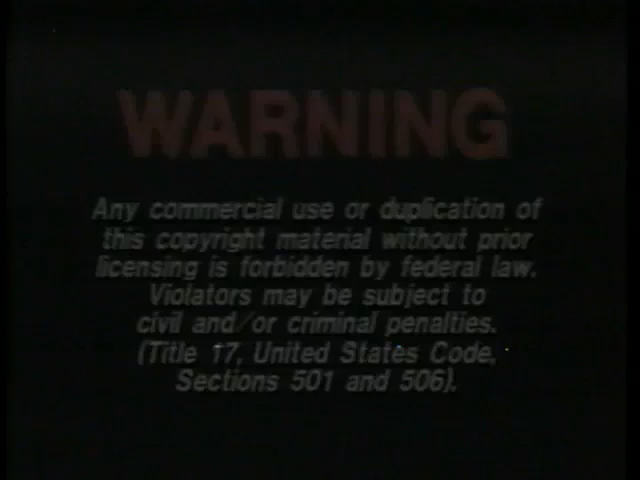 WARNING
Any commercial use or duplication of
this copyright material without prior
licensing is forbidden by federal law.
Violators may be subject to
civil and/or criminal penalties.
(Title 17, United States Code,
Sections 501 and 506).